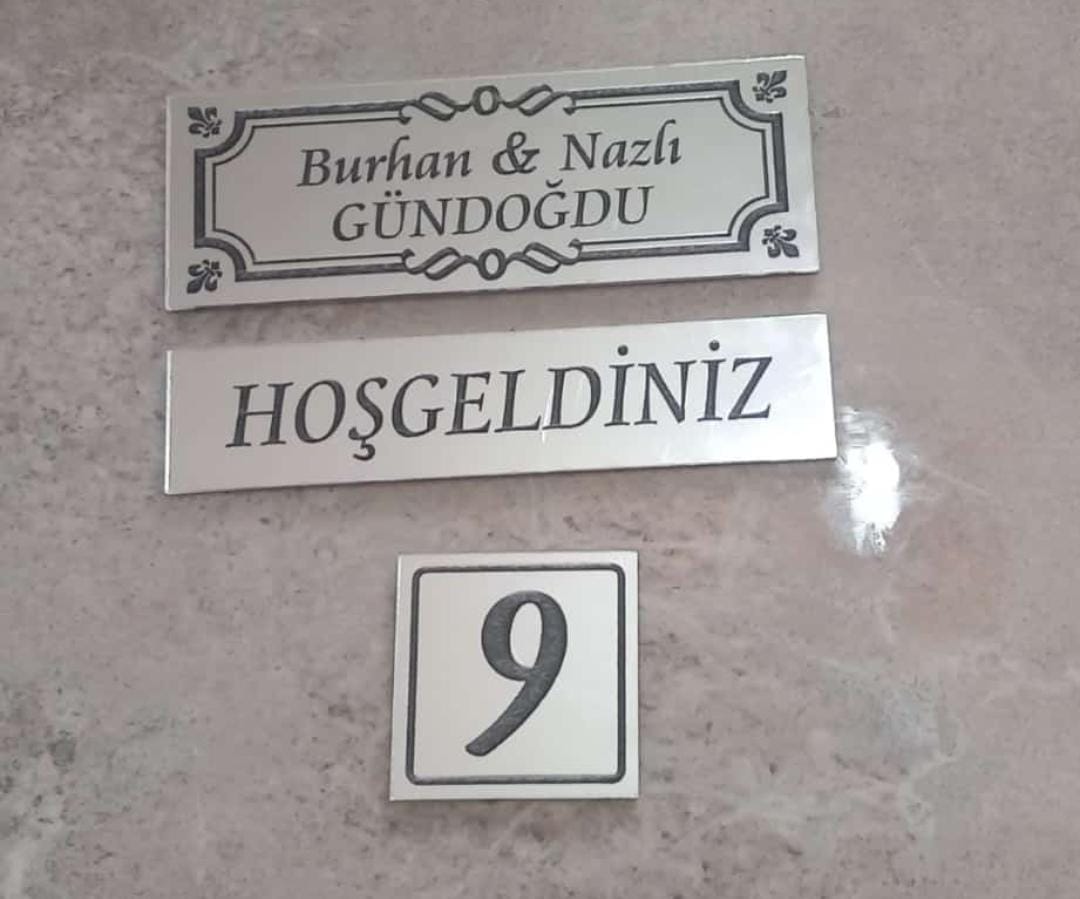 Burhan & Nazlı
GÜNDOĞDU
HOŞGELDİNİZ
9